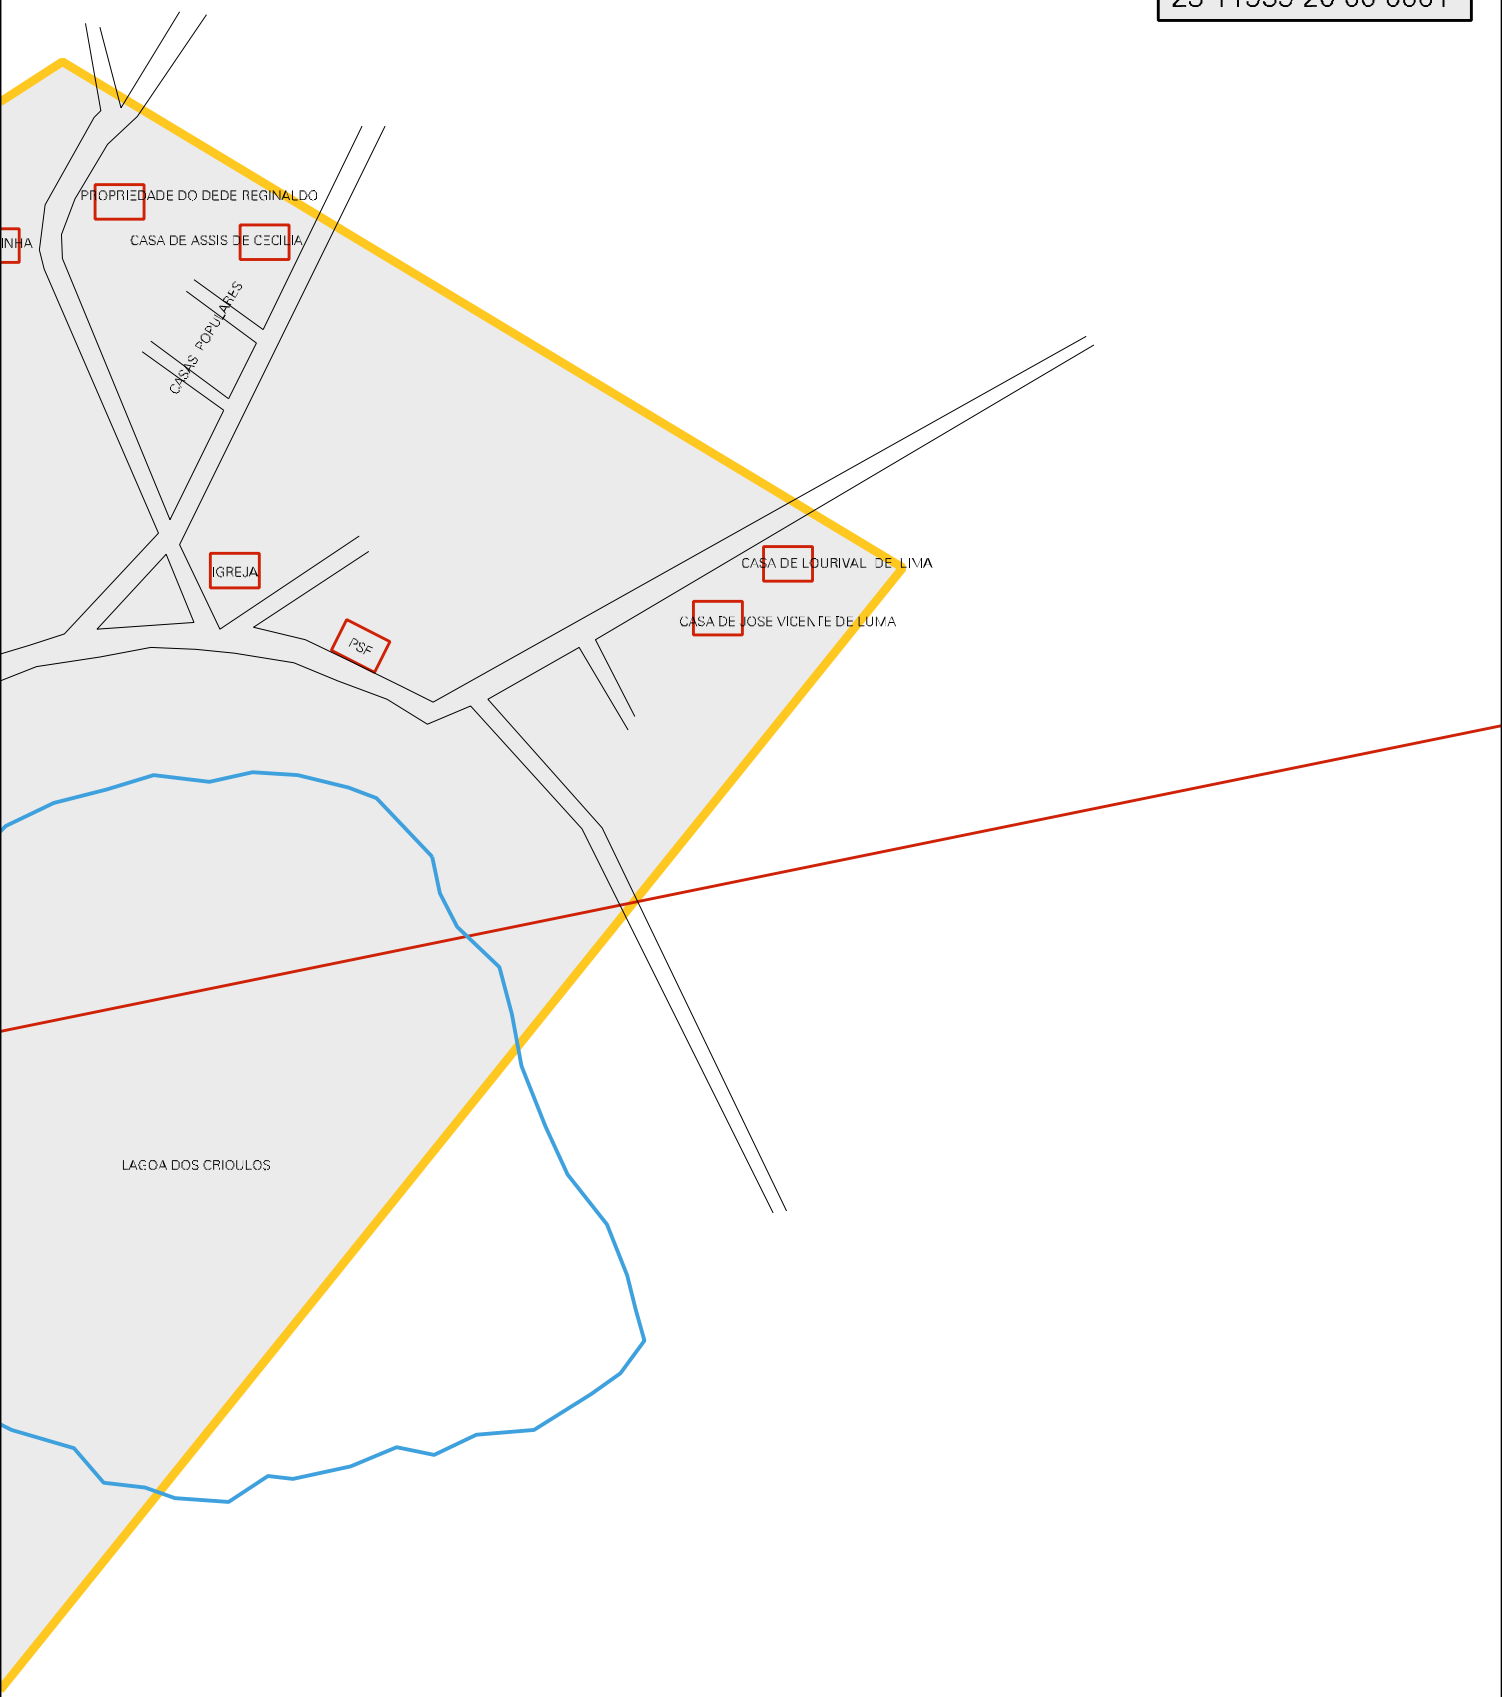 PROPRIEDADE DO DEDE REGINALDO
CASA DE ASSIS DE CECILIA
INHA
CASAS POPULARES
IGREJA
PSF
CASA DE LOURIVAL DE LIMA
CASA DE JOSE VICENTE DE LUMA
LAGOA DOS CRIOULOS